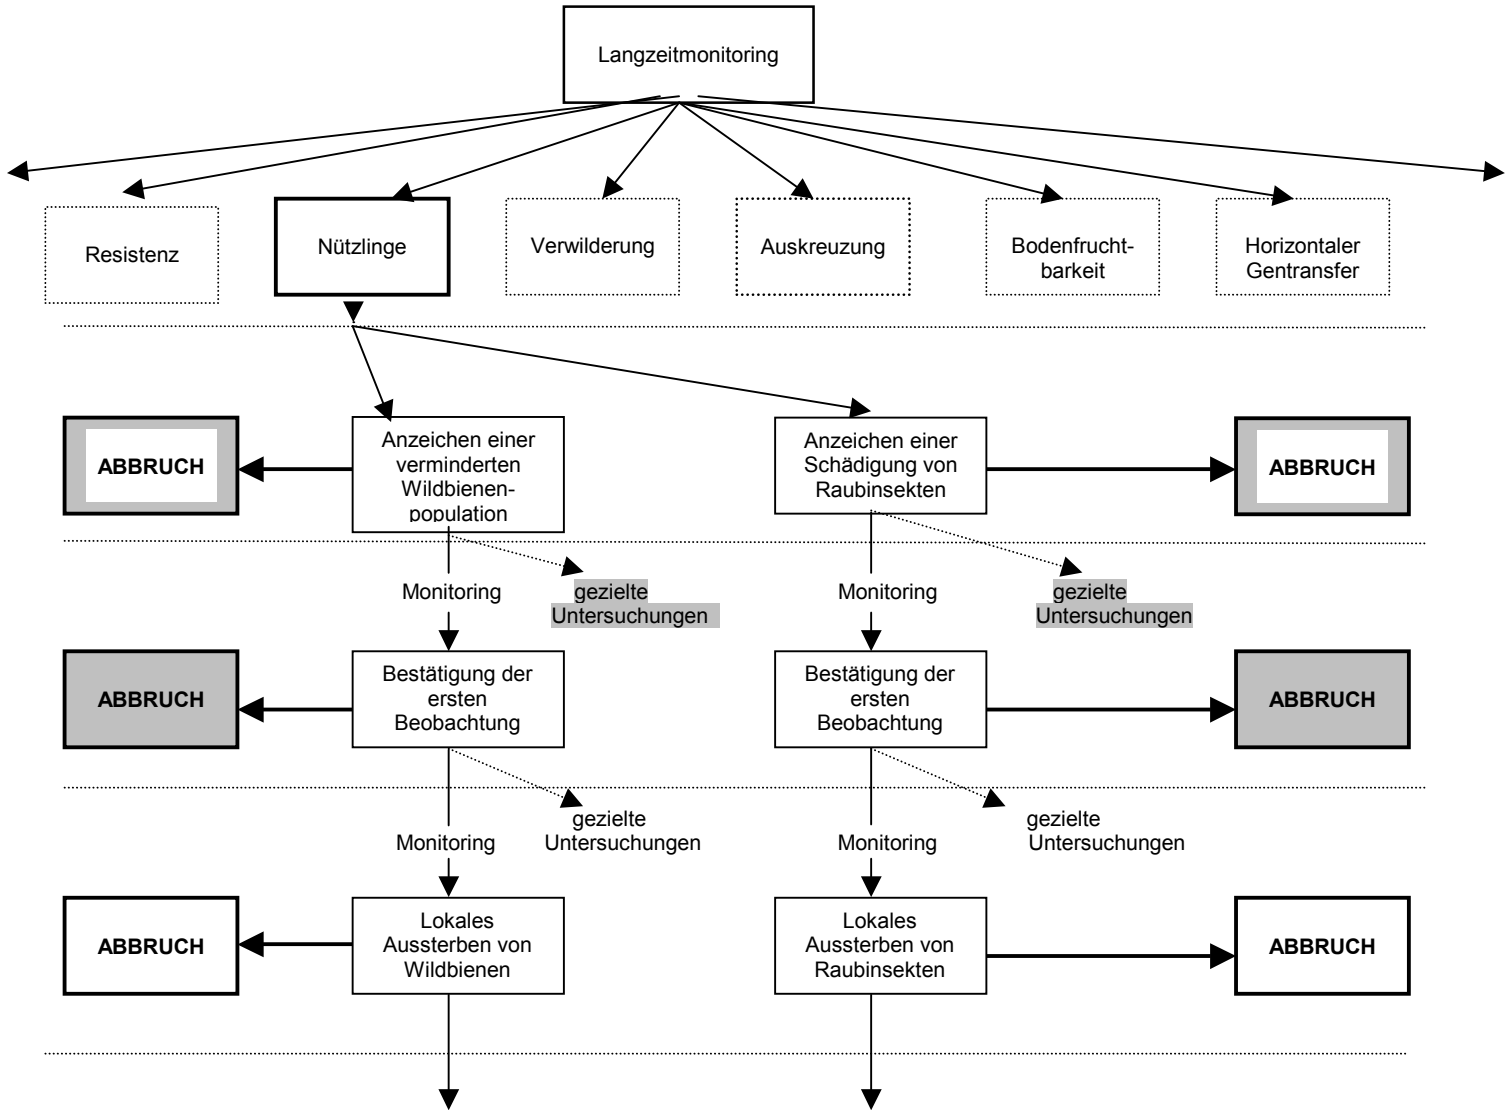 Langzeitmonitoring
Resistenz
Nützlinge
Verwilderung
Auskreuzung
Bodenfrucht-
barkeit
Horizontaler
Gentransfer
ABBRUCH
Anzeichen einer
verminderten
Wildbienen-
population
Anzeichen einer
Schädigung von
Raubinsekten
ABBRUCH
Monitoring
gezielte
Untersuchungen
Monitoring
gezielte
Untersuchungen
ABBRUCH
Bestätigung der
ersten
Beobachtung
Bestätigung der
ersten
Beobachtung
ABBRUCH
Monitoring
gezielte
Untersuchungen
Monitoring
gezielte
Untersuchungen
ABBRUCH
Lokales
Aussterben von
Wildbienen
Lokales
Aussterben von
Raubinsekten
ABBRUCH